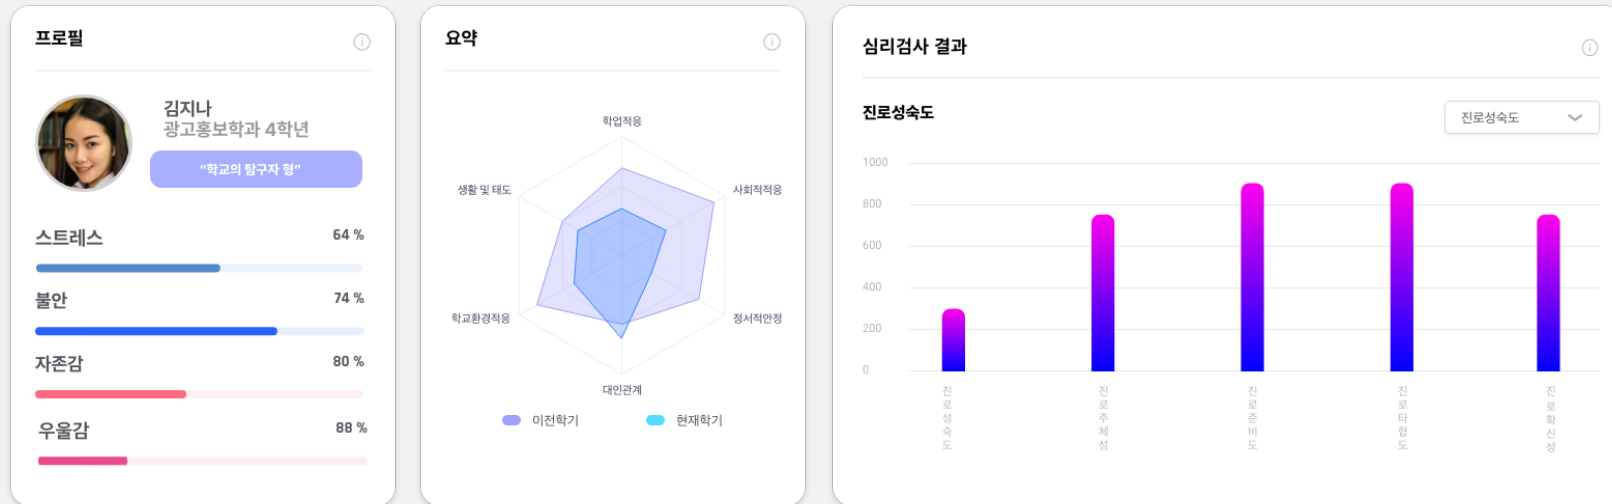 프로필
김지나
광고홍보학과 4학년
“학교의 탐구자 형”
스트레스 64 %
불안 74 %
자존감 80 %
우울감 88 %
요약
학업적응
생활 및 태도
사회적적응
학교환경적응
정서적안정
대인관계
이전학기 현재학기
심리검사 결과
진로성숙도
진로성숙도
1000
800
600
400
200
0
진로성숙도
진로주체성
진로준비도
진로타협도
진로확신성